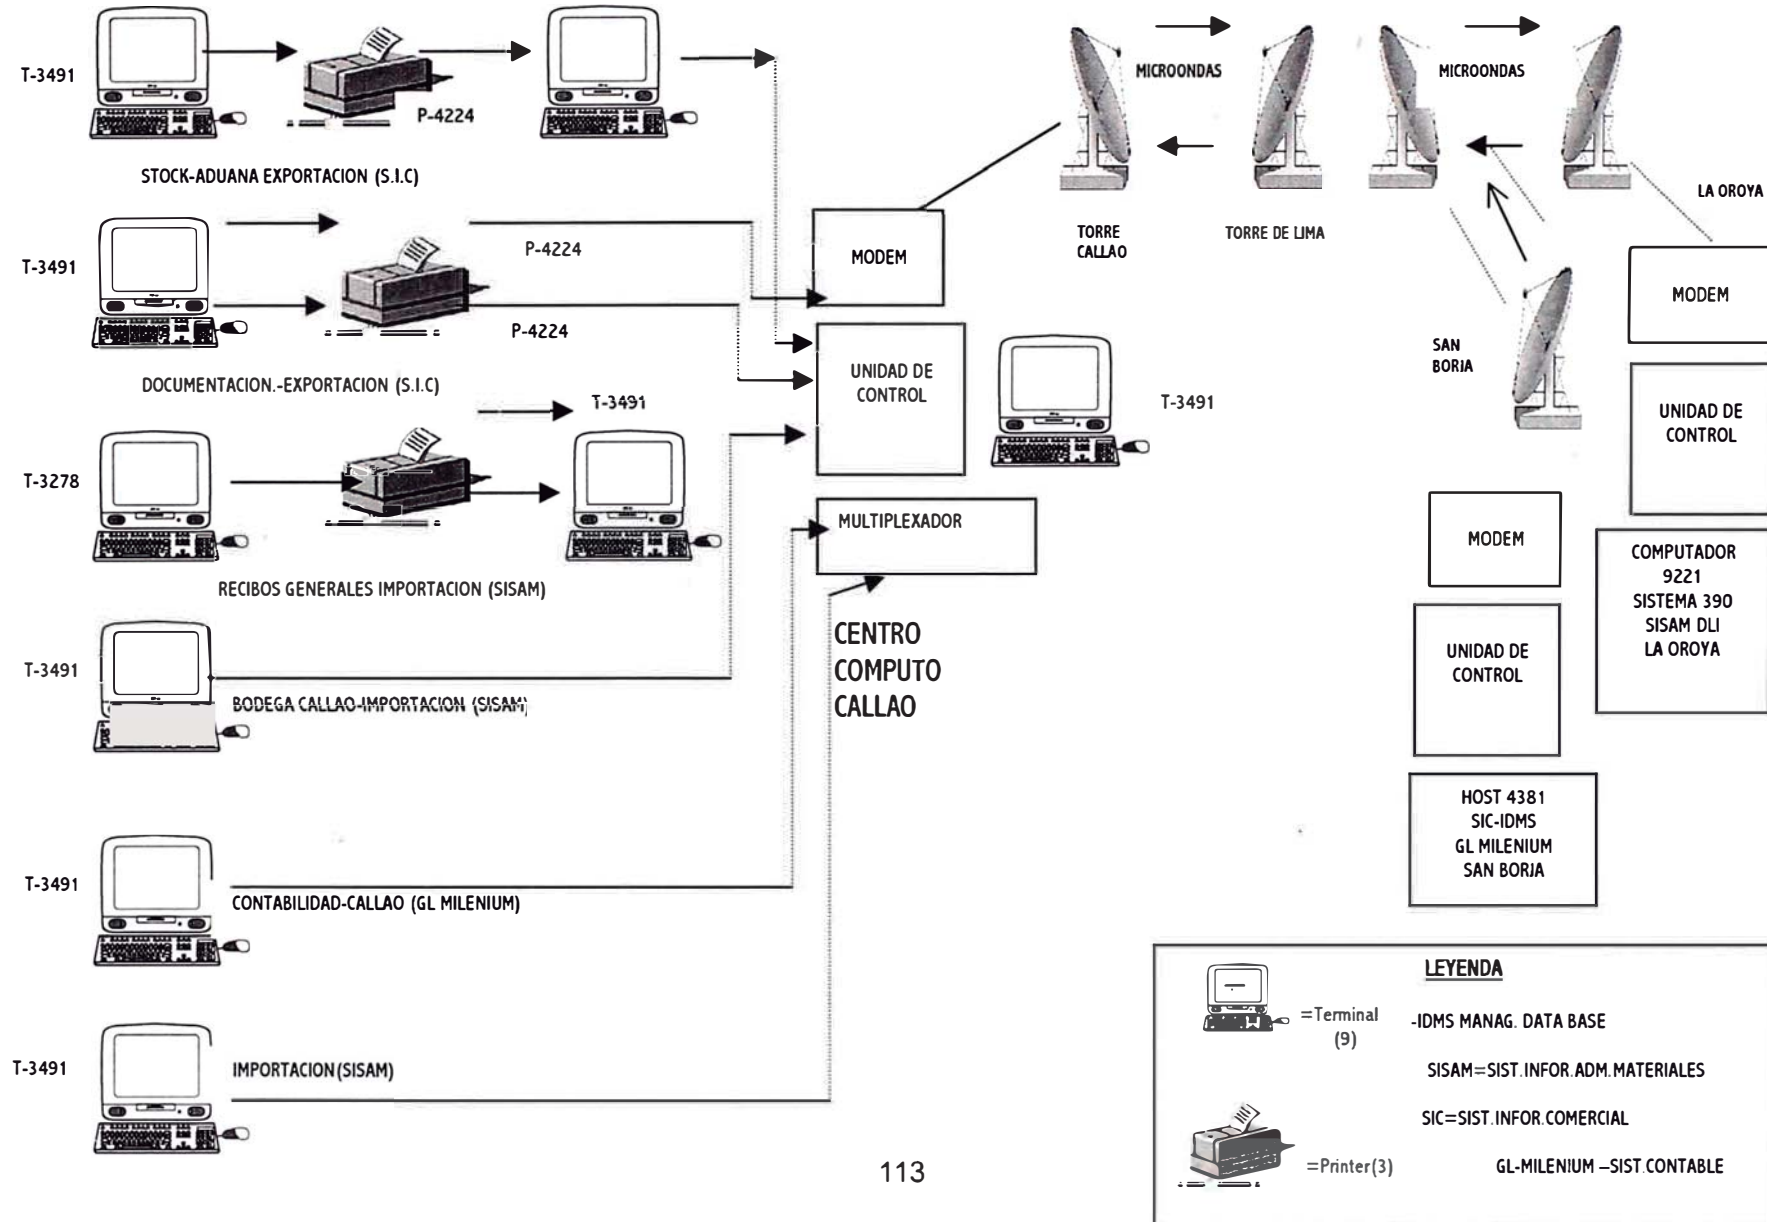 T-3491
P-4224
STOCK-ADUANA EXPORTACION (S.I.C)
T-3491
P-4224
P-4224
DOCUMENTACION.-EXPORTACION (S.I.C)
T-3278
T-3491
RECIBOS GENERALES IMPORTACION (SISAM)
T-3491
BODEGA CALLAO-IMPORTACION (SISAM)
T-3491
CONTABILIDAD-CALLAO (GL MILENIUM)
T-3491
IMPORTACION (SISAM)
MODEM
UNIDAD DE
CONTROL
T-3491
MULTIPLEXADOR
CENTRO
COMPUTO
CALLAO
MICROONDAS
MICROONDAS
TORRE
CALLAO
TORRE DE LIMA
LA OROYA
SAN
BORJA
MODEM
UNIDAD DE
CONTROL
COMPUTADOR
9221
SISTEMA 390
SISAM DLI
LA OROYA
MODEM
UNIDAD DE
CONTROL
HOST 4381
SIC-IDMS
GL MILENIUM
SAN BORJA
LEYENDA
=Terminal
(9)
-IDMS MANAG. DATA BASE
SISAM=SIST.INFOR.ADM.MATERIALES
SIC=SIST.INFOR.COMERCIAL
=Printer(3)
GL-MILENIUM –SIST.CONTABLE
113